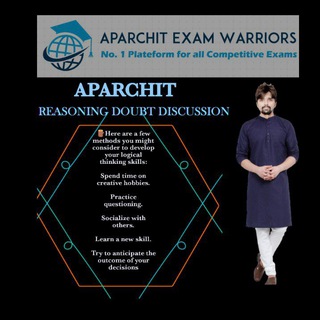 APARCHIT EXAM WARRIORS
No. 1 Plateform for all Competitive Exams
APARCHIT
REASONING DOUBT DISCUSSION
Here are a few
methods you might
consider to develop
your logical
thinking skills:
Spend time on
creative hobbies.
Practice
questioning.
Socialize with
others.
Learn a new skill.
Try to anticipate the
outcome of your
decisions